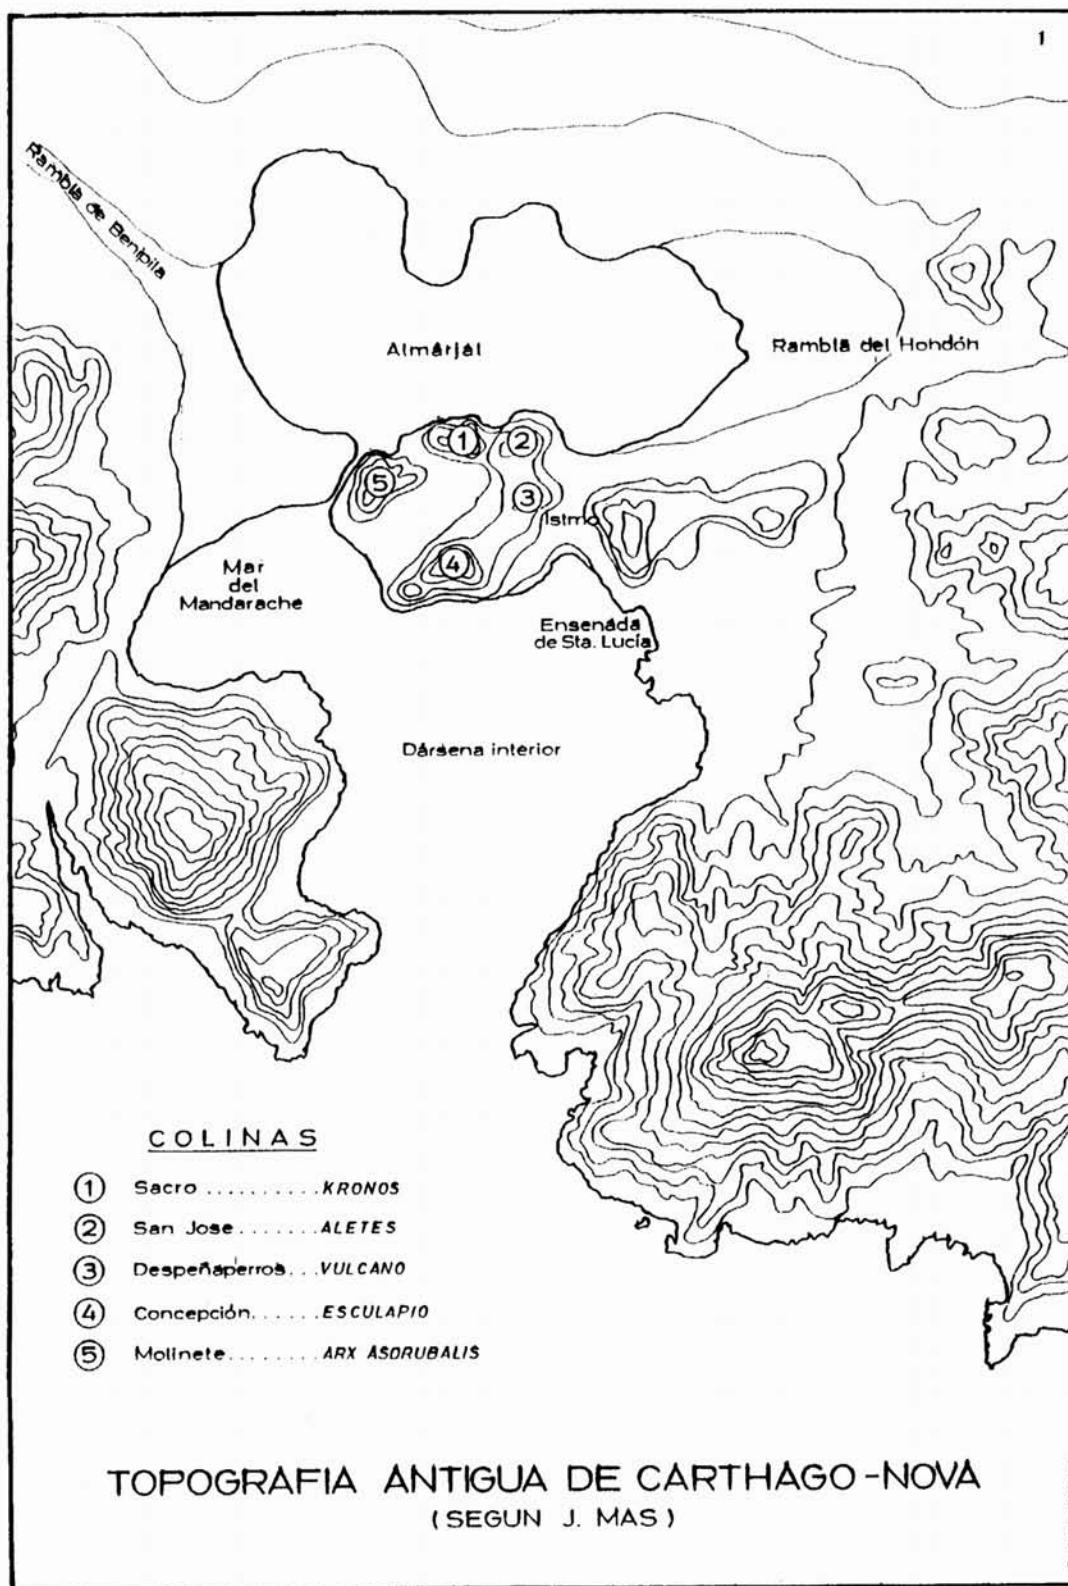 1
Rambla de Benipila
Almarjal
Rambla del Hondón
1
2
5
3
Istmo
4
Mar
del
Mandarache
Ensenada
de Sta. Lucía
Dársena interior
COLINAS
1 Sacro .......... KRONOS
2 San Jose ....... ALETES
3 Despeñaperros... VULCANO
4 Concepción...... ESCULAPIO
5 Molinete........ ARX ASDRUBALIS
TOPOGRAFIA ANTIGUA DE CARTHAGO-NOVA
(SEGUN J. MAS)